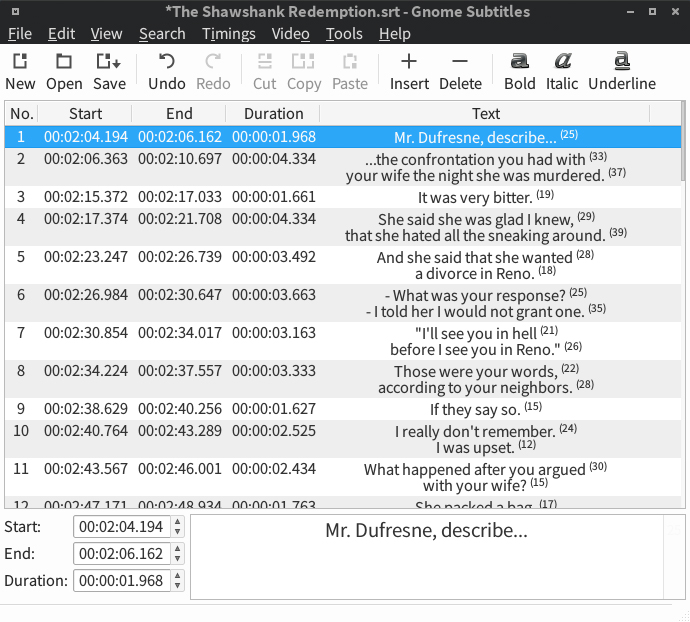 *The Shawshank Redemption.srt - Gnome Subtitles
File Edit View Search Timings Video Tools Help
New Open Save Undo Redo Cut Copy Paste Insert Delete Bold Italic Underline
No. Start End Duration Text
1 00:02:04.194 00:02:06.162 00:00:01.968 Mr. Dufresne, describe... (25)
2 00:02:06.363 00:02:10.697 00:00:04.334 ...the confrontation you had with (33)
your wife the night she was murdered. (37)
3 00:02:15.372 00:02:17.033 00:00:01.661 It was very bitter. (19)
4 00:02:17.374 00:02:21.708 00:00:04.334 She said she was glad I knew, (29)
that she hated all the sneaking around. (39)
5 00:02:23.247 00:02:26.739 00:00:03.492 And she said that she wanted (28)
a divorce in Reno. (18)
6 00:02:26.984 00:02:30.647 00:00:03.663 - What was your response? (25)
- I told her I would not grant one. (35)
7 00:02:30.854 00:02:34.017 00:00:03.163 "I'll see you in hell (21)
before I see you in Reno." (26)
8 00:02:34.224 00:02:37.557 00:00:03.333 Those were your words, (22)
according to your neighbors. (28)
9 00:02:38.629 00:02:40.256 00:00:01.627 If they say so. (15)
10 00:02:40.764 00:02:43.289 00:00:02.525 I really don't remember. (24)
I was upset. (12)
11 00:02:43.567 00:02:46.001 00:00:02.434 What happened after you argued (30)
with your wife? (15)
12 00:02:47.171 00:02:48.934 00:00:01.763 She packed a bag. (17)
Start: 00:02:04.194
End: 00:02:06.162
Duration: 00:00:01.968
Mr. Dufresne, describe...